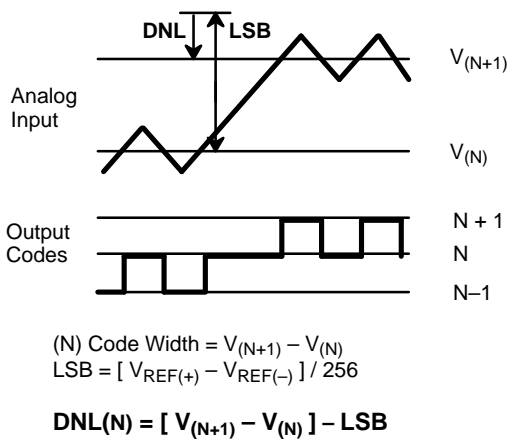 DNL LSB
V(N+1)
Analog
Input
V(N)
Output
Codes
N + 1
N
N–1
(N) Code Width = V(N+1) – V(N)
LSB = [ VREF(+) – VREF(–) ] / 256
DNL(N) = [ V(N+1) – V(N) ] – LSB